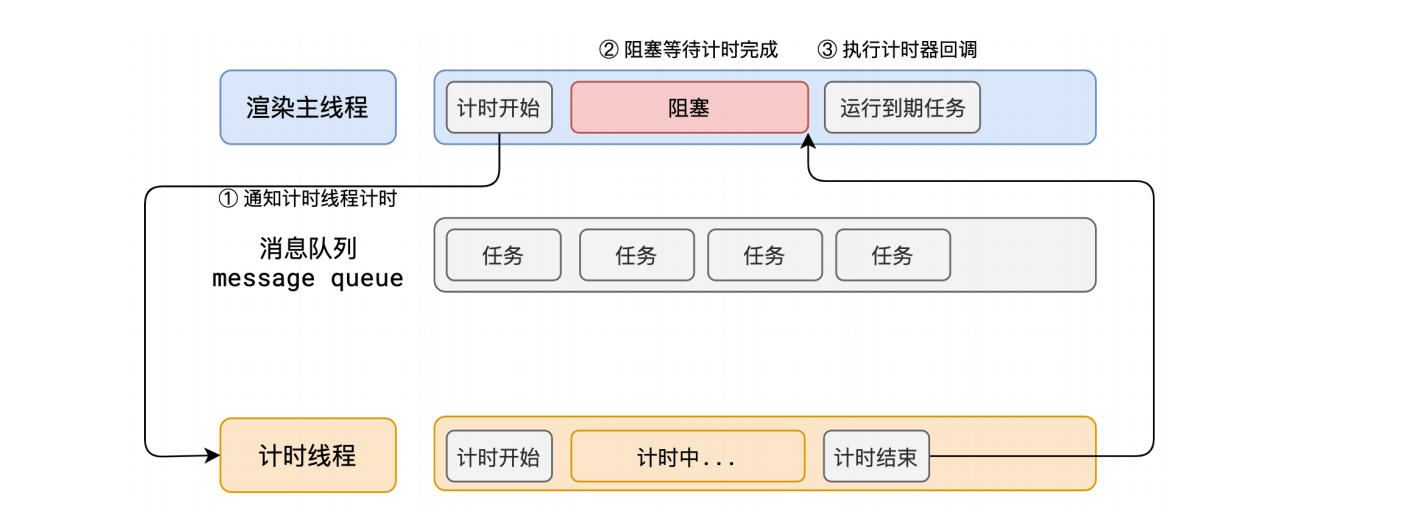 ② 阻塞等待计时完成
③ 执行计时器回调
渲染主线程
计时开始
阻塞
运行到期任务
① 通知计时线程计时
消息队列
message queue
任务
任务
任务
任务
计时线程
计时开始
计时中...
计时结束